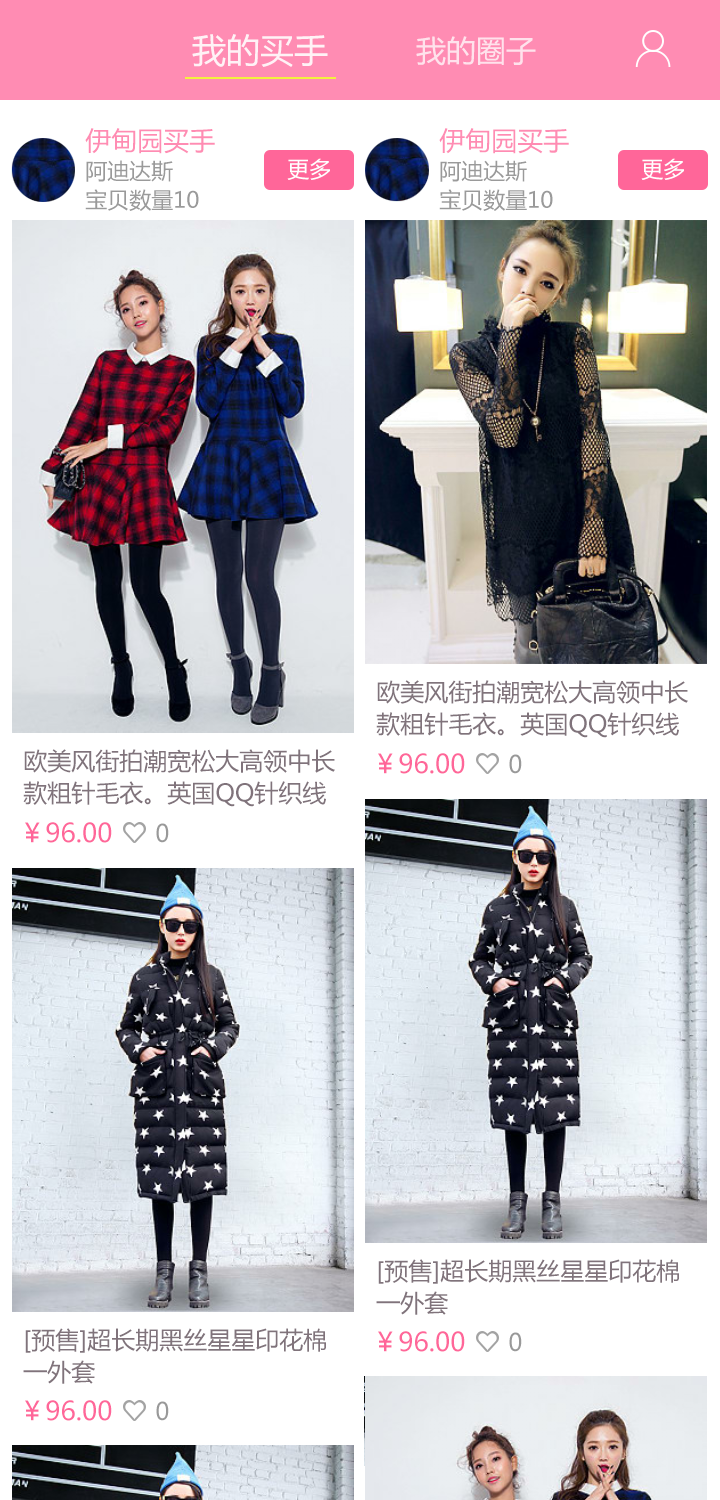 我的买手
我的圈子
伊甸园买手
阿迪达斯
宝贝数量10
更多
欧美风街拍潮宽松大高领中长
款粗针毛衣。英国QQ针织线
¥ 96.00 ♡ 0
[预售]超长期黑丝星星印花棉
一外套
¥ 96.00 ♡ 0
伊甸园买手
阿迪达斯
宝贝数量10
更多
欧美风街拍潮宽松大高领中长
款粗针毛衣。英国QQ针织线
¥ 96.00 ♡ 0
[预售]超长期黑丝星星印花棉
一外套
¥ 96.00 ♡ 0